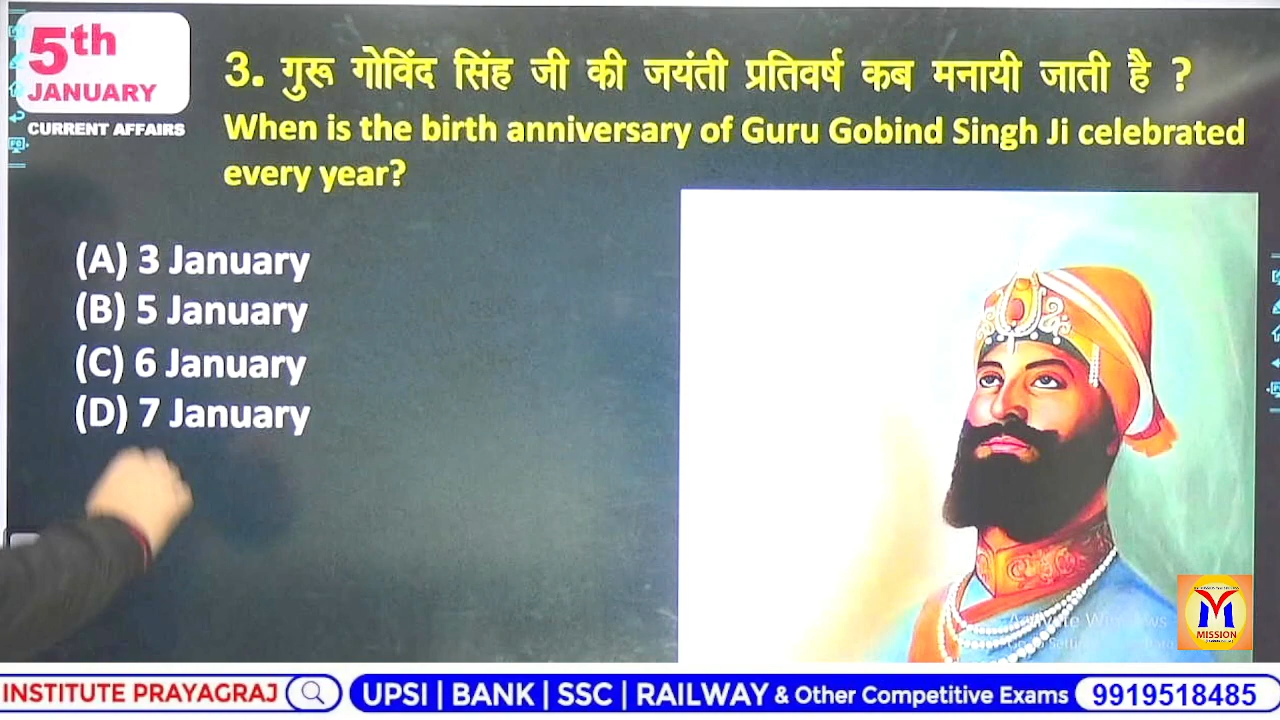 5th
JANUARY
CURRENT AFFAIRS
3. गुरू गोविंद सिंह जी की जयंती प्रतिवर्ष कब मनायी जाती है ?
When is the birth anniversary of Guru Gobind Singh Ji celebrated
every year?
(A) 3 January
(B) 5 January
(C) 6 January
(D) 7 January
Activate Windows
MISSION
INSTITUTE PRAYAGRAJ
UPSI | BANK | SSC | RAILWAY & Other Competitive Exams
9919518485